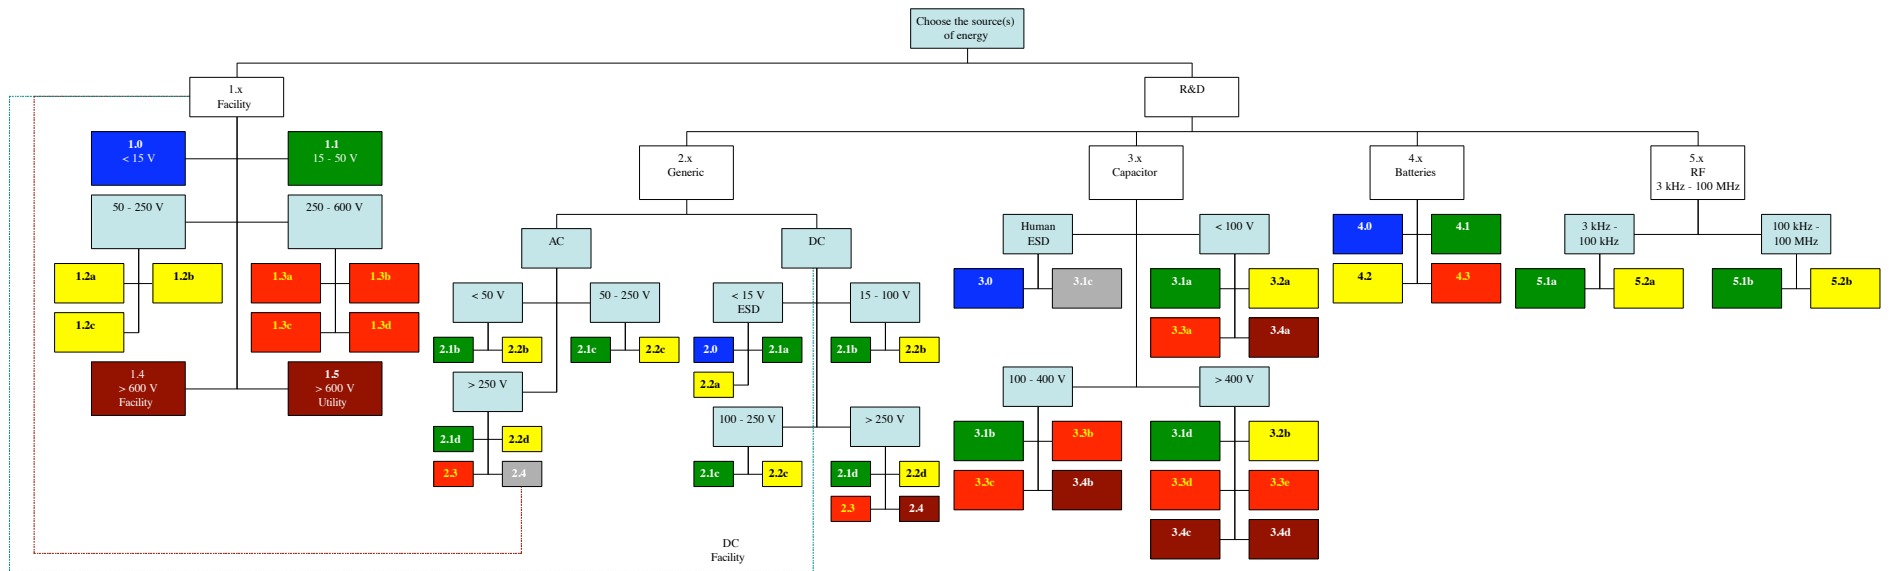 Choose the source(s)
of energy
1.x
Facility
R&D
1.0
< 15 V
1.1
15 - 50 V
50 - 250 V
250 - 600 V
1.2a
1.2b
1.3a
1.3b
1.2c
1.3c
1.3d
1.4
> 600 V
Facility
1.5
> 600 V
Utility
2.x
Generic
AC
DC
< 50 V
50 - 250 V
2.1b
2.2b
2.1c
2.2c
> 250 V
2.1d
2.2d
2.3
2.4
< 15 V
ESD
15 - 100 V
2.0
2.1a
2.1b
2.2b
2.2a
100 - 250 V
> 250 V
2.1c
2.2c
2.1d
2.2d
2.3
2.4
DC
Facility
3.x
Capacitor
Human
ESD
< 100 V
3.0
3.1c
3.1a
3.2a
3.3a
3.4a
100 - 400 V
> 400 V
3.1b
3.3b
3.1d
3.2b
3.3c
3.4b
3.3d
3.3e
3.4c
3.4d
4.x
Batteries
4.0
4.1
4.2
4.3
5.x
RF
3 kHz - 100 MHz
3 kHz -
100 kHz
100 kHz -
100 MHz
5.1a
5.2a
5.1b
5.2b